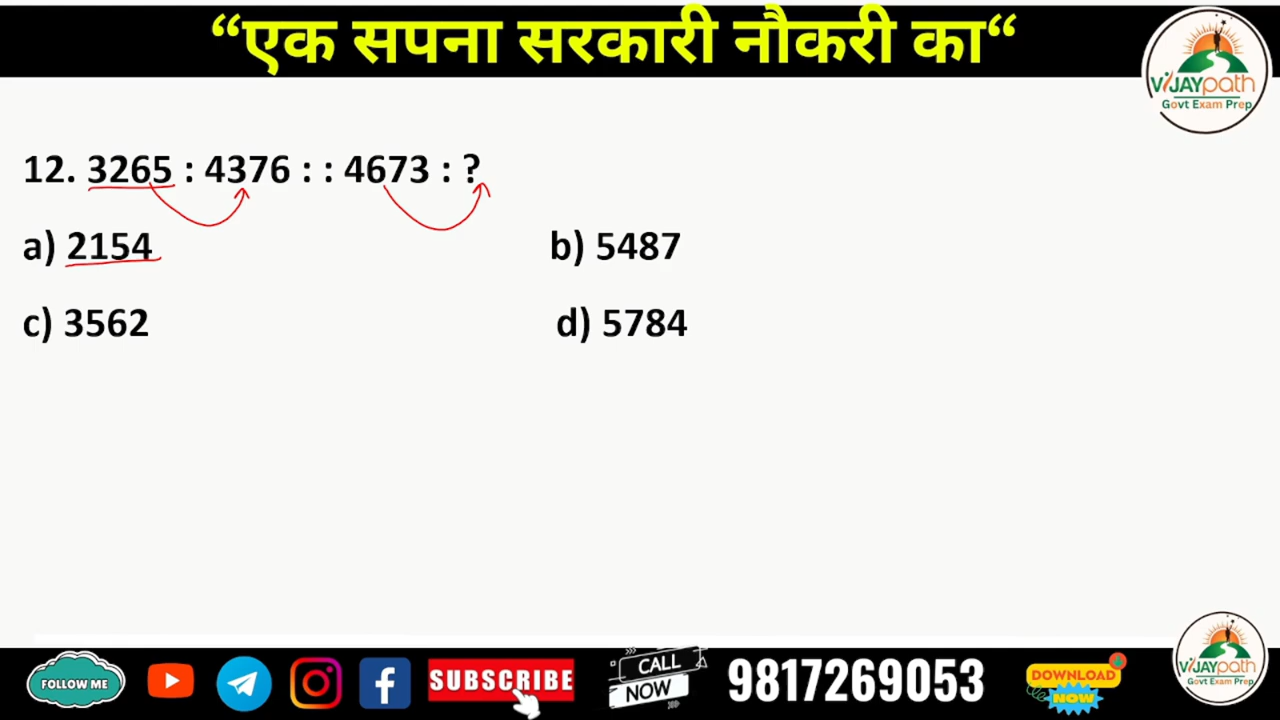 “एक सपना सरकारी नौकरी का“
VIJAYpath
Govt Exam Prep
12. 3265 : 4376 : : 4673 : ?
a) 2154
b) 5487
c) 3562
d) 5784
FOLLOW ME
SUBSCRIBE
CALL
NOW
9817269053
DOWNLOAD
NOW
VIJAYpath
Govt Exam Prep